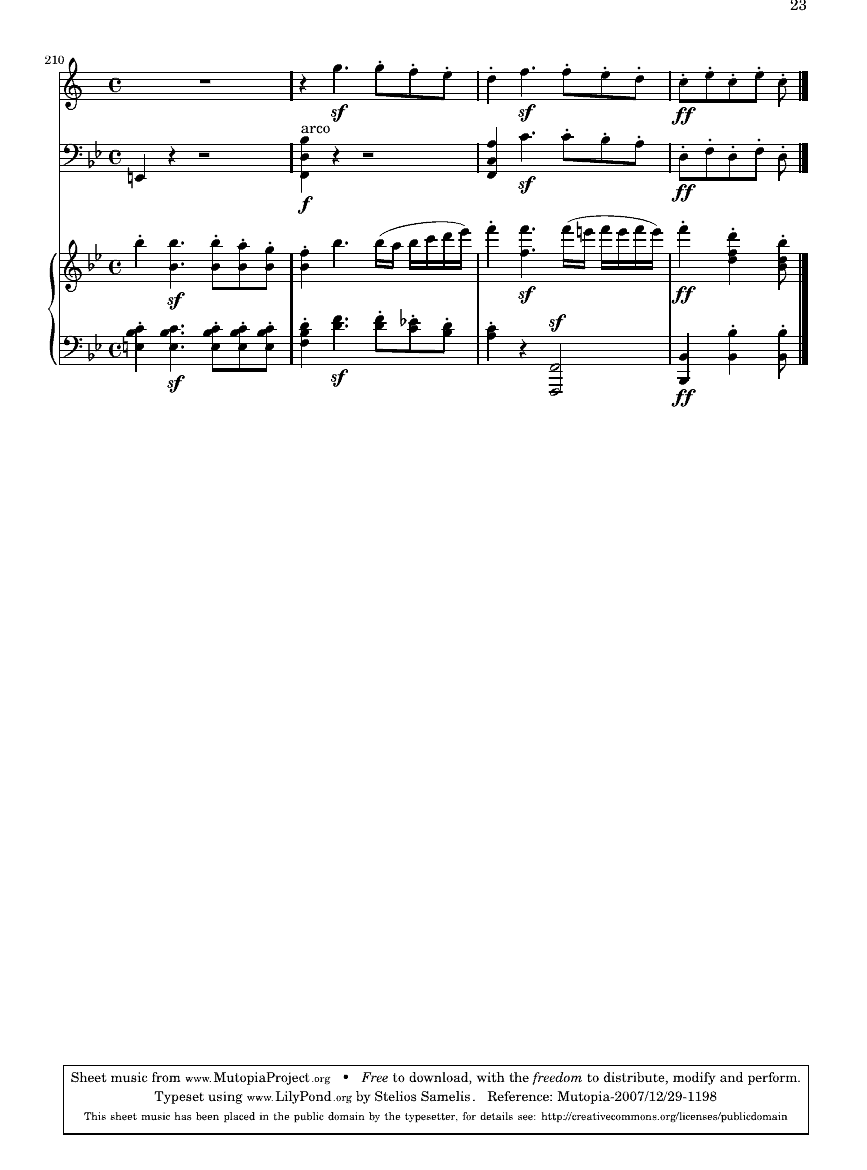 23
210
sf
sf
ff
arco
f
sf
ff
sf
sf
ff
sf
sf
sf
ff
Sheet music from www.MutopiaProject.org • Free to download, with the freedom to distribute, modify and perform.
Typeset using www.LilyPond.org by Stelios Samelis. Reference: Mutopia-2007/12/29-1198
This sheet music has been placed in the public domain by the typesetter, for details see: http://creativecommons.org/licenses/publicdomain